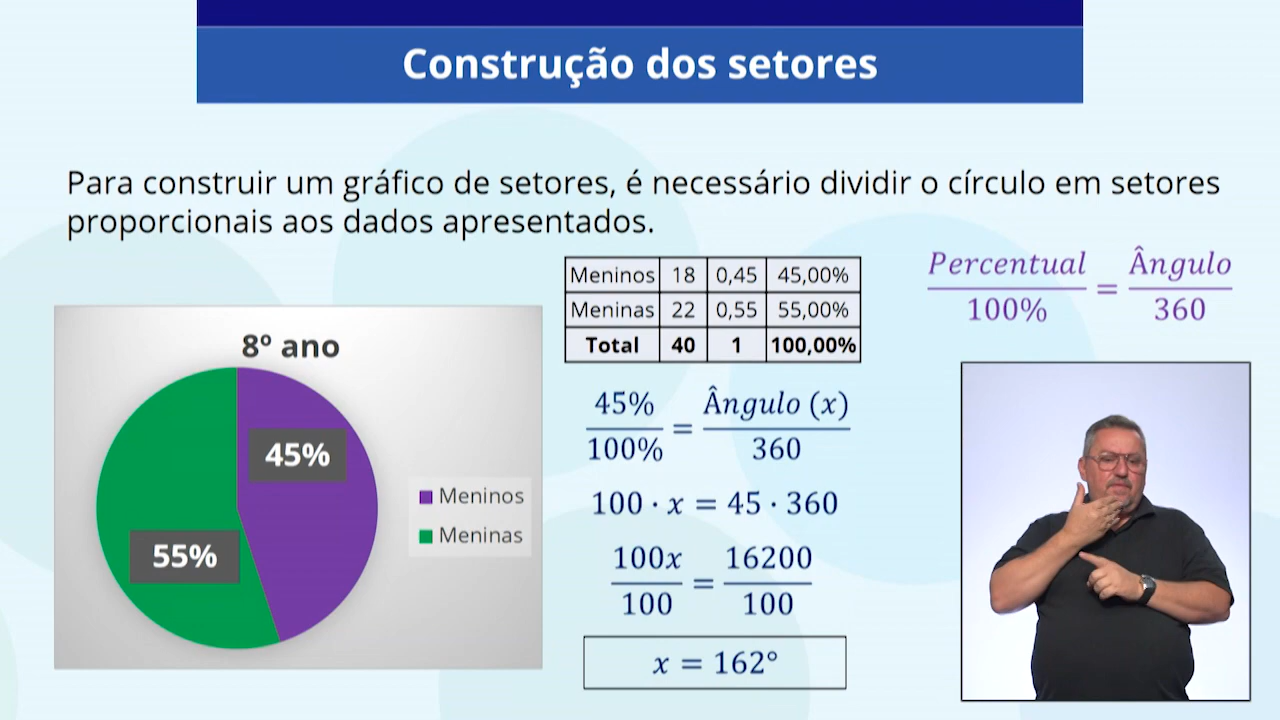 Construção dos setores
Para construir um gráfico de setores, é necessário dividir o círculo em setores
proporcionais aos dados apresentados.
Percentual / 100% = Ângulo / 360
Meninos 18 0,45 45,00%
Meninas 22 0,55 55,00%
Total 40 1 100,00%
8º ano
45%
55%
Meninos
Meninas
45% / 100% = Ângulo (x) / 360
100 · x = 45 · 360
100x / 100 = 16200 / 100
x = 162°